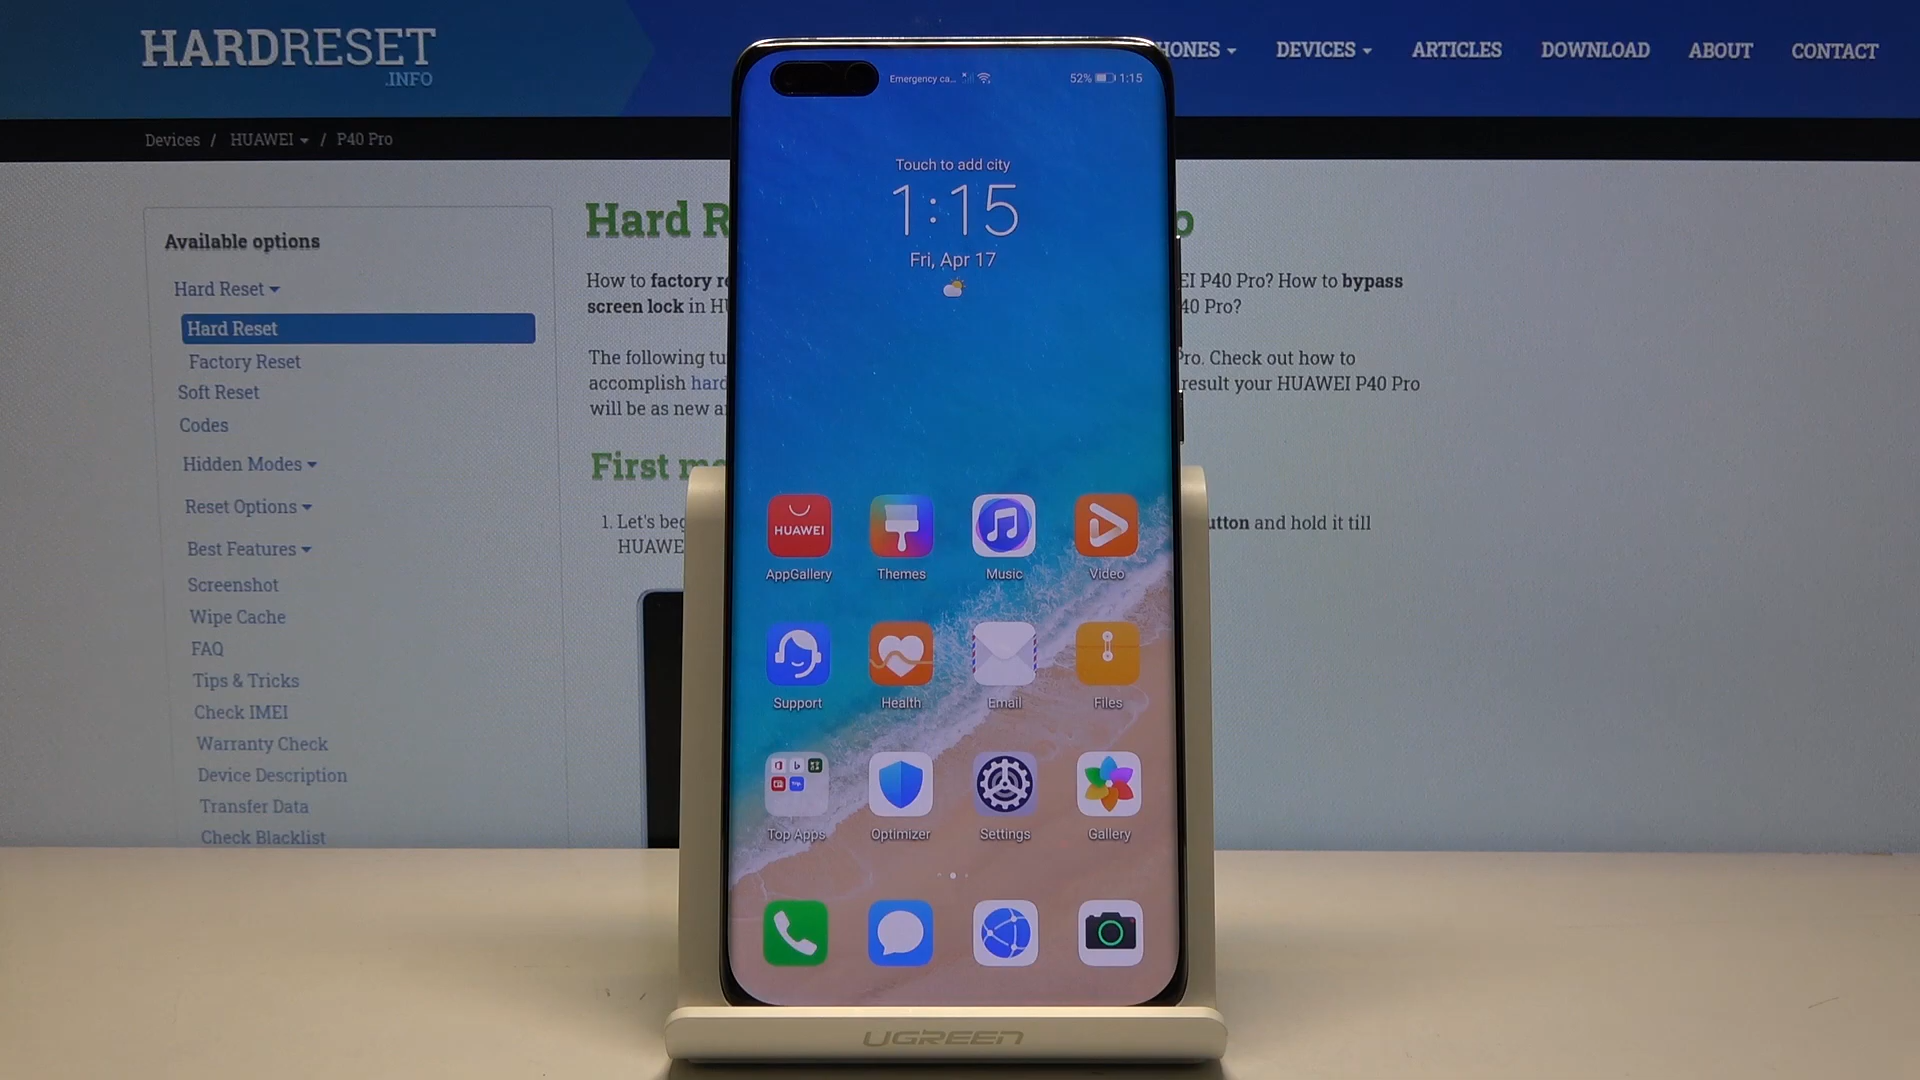 HARDRESET
.INFO
HONES
DEVICES
ARTICLES
DOWNLOAD
ABOUT
CONTACT
Devices / HUAWEI / P40 Pro
Available options
Hard Reset
Hard Reset
Factory Reset
Soft Reset
Codes
Hidden Modes
Reset Options
Best Features
Screenshot
Wipe Cache
FAQ
Tips & Tricks
Check IMEI
Warranty Check
Device Description
Transfer Data
Check Blacklist
Hard R
o
How to factory re
EI P40 Pro? How to bypass
screen lock in HU
40 Pro?
The following tu
Pro. Check out how to
accomplish hard
result your HUAWEI P40 Pro
will be as new a
First m
1. Let's beg
utton and hold it till
HUAWE
Emergency ca...
52% 1:15
Touch to add city
1:15
Fri, Apr 17
HUAWEI
AppGallery
Themes
Music
Video
Support
Health
Email
Files
Top Apps
Optimizer
Settings
Gallery
UGREEN